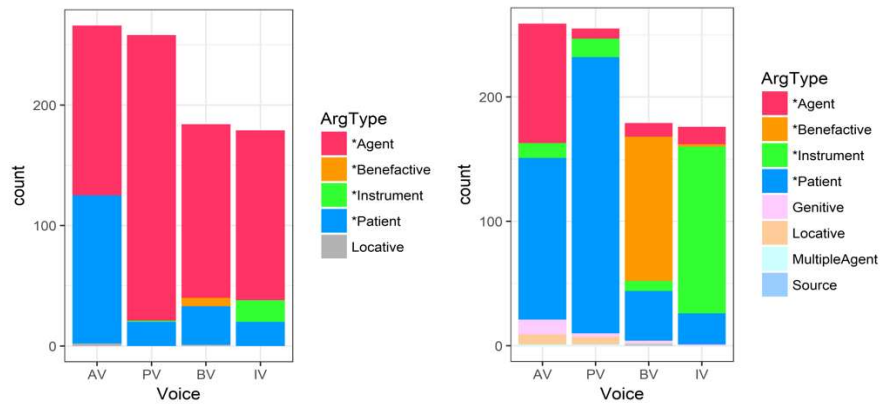 200
100
0
count
AV PV BV IV
Voice
ArgType
*Agent
*Benefactive
*Instrument
*Patient
Locative
200
100
0
count
AV PV BV IV
Voice
ArgType
*Agent
*Benefactive
*Instrument
*Patient
Genitive
Locative
MultipleAgent
Source